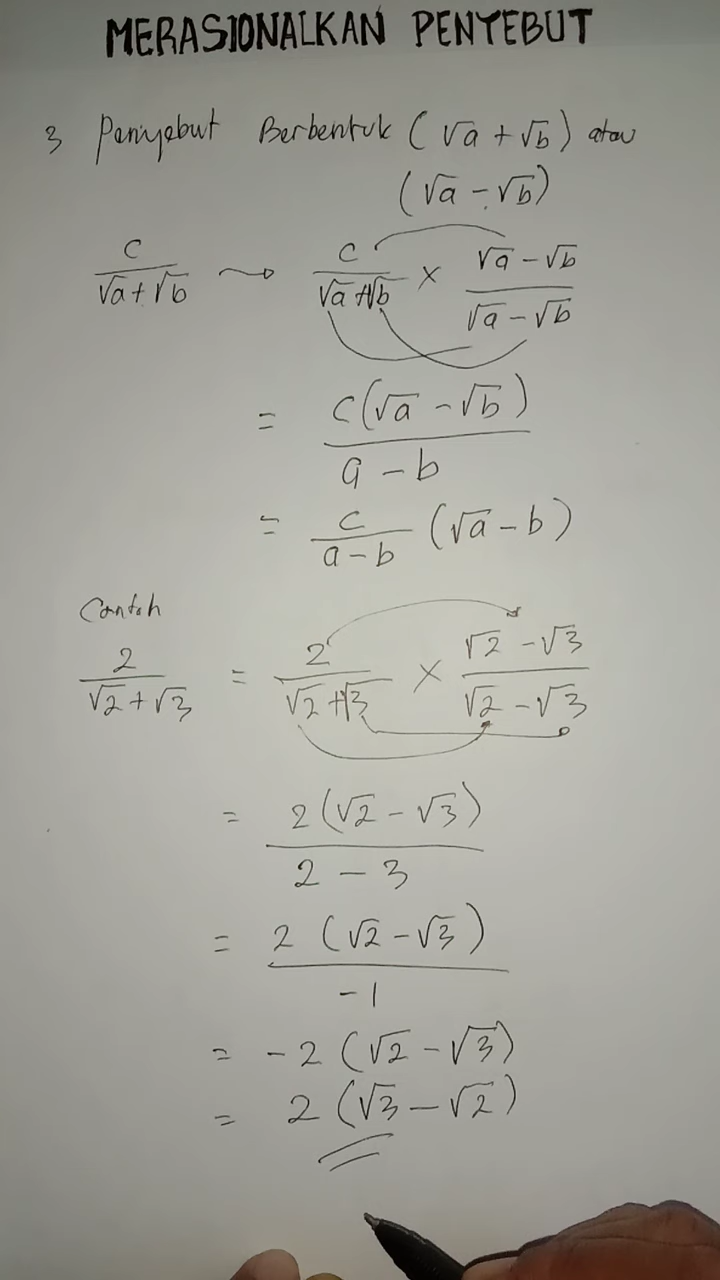 MERASIONALKAN PENYEBUT
3 Penyebut Berbentuk (√a + √b) atau
(√a - √b)
c/(√a + √b) ⟿ c/(√a + √b) × (√a - √b)/(√a - √b)
= c(√a - √b)/(a - b)
= c/(a - b) (√a - b)
Contoh
2/(√2 + √3) = 2/(√2 + √3) × (√2 - √3)/(√2 - √3)
= 2(√2 - √3)/(2 - 3)
= 2 (√2 - √3)/(-1)
= -2 (√2 - √3)
= 2 (√3 - √2)